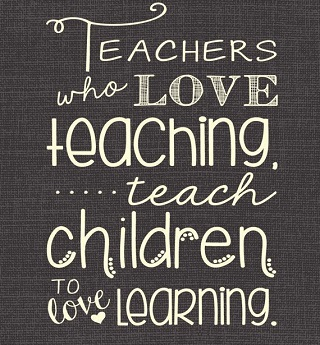 TEACHERS
who LOVE
teaching,
..... teach
children
TO love LEARNING.